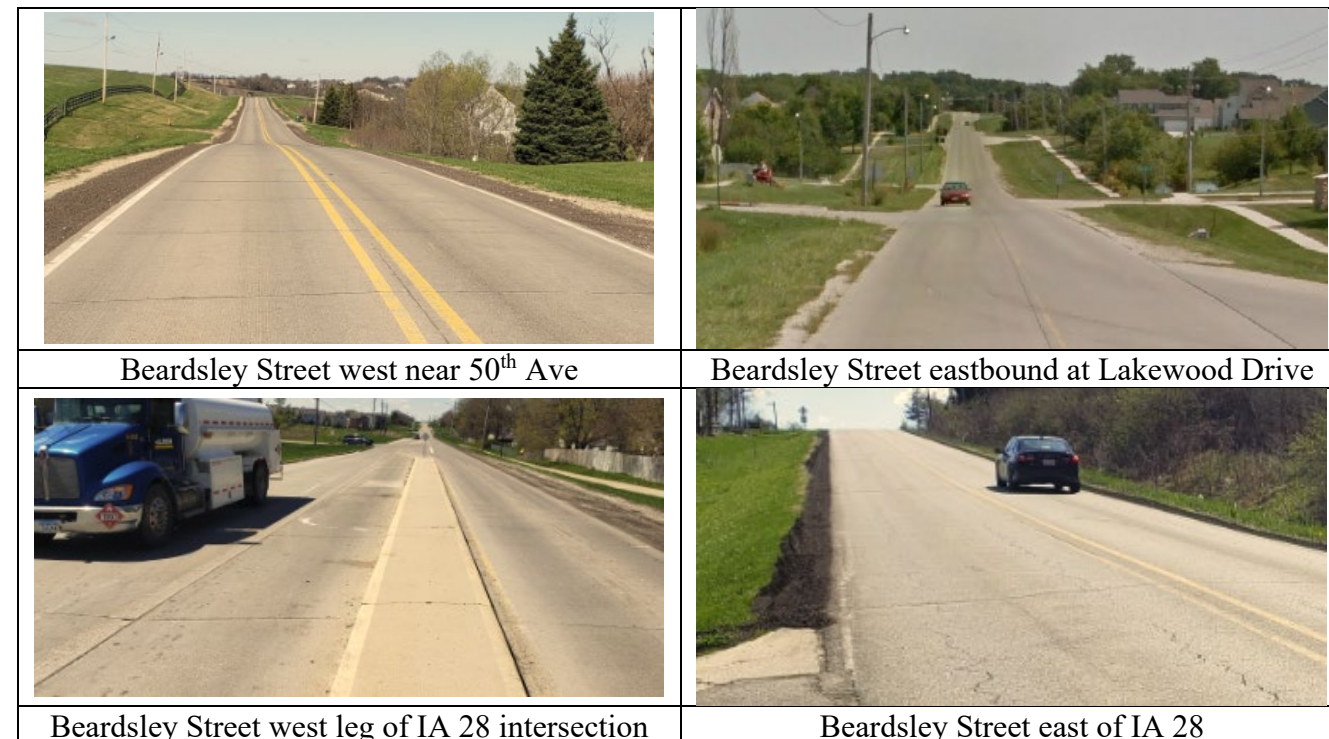 Beardsley Street west near 50th Ave
Beardsley Street eastbound at Lakewood Drive
Beardsley Street west leg of IA 28 intersection
Beardsley Street east of IA 28